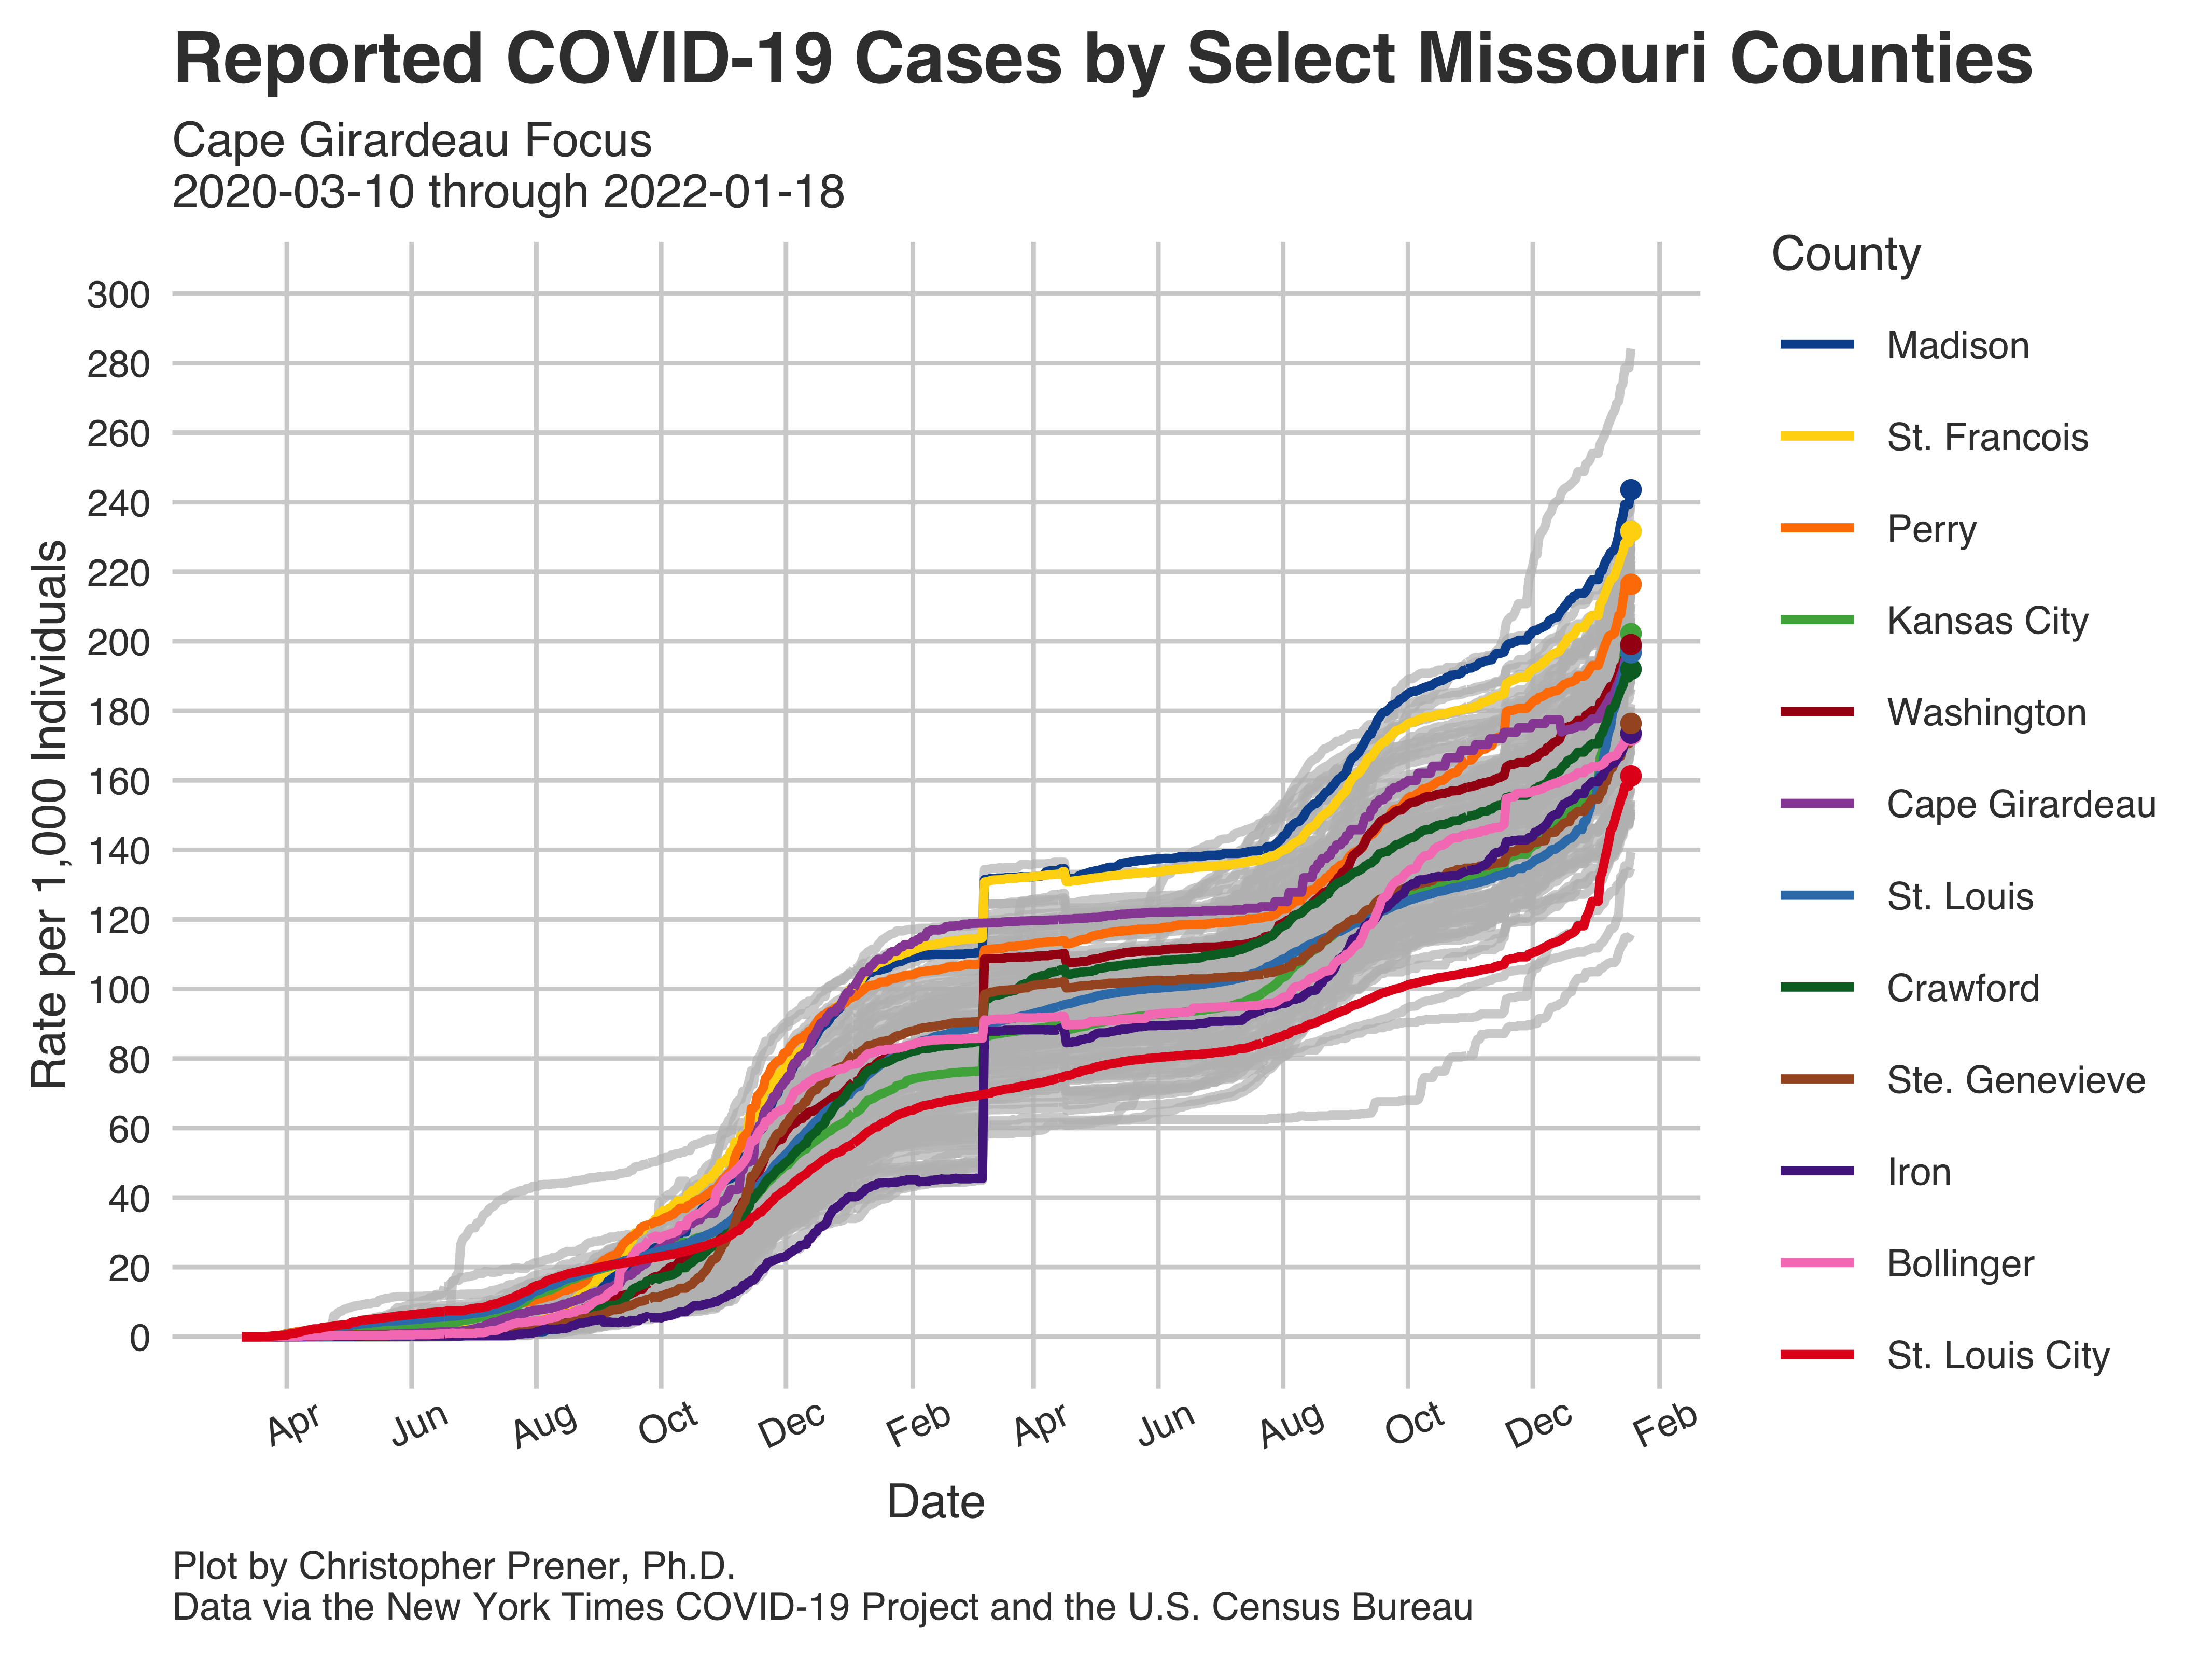 Reported COVID-19 Cases by Select Missouri Counties
Cape Girardeau Focus
2020-03-10 through 2022-01-18
County
Madison
St. Francois
Perry
Kansas City
Washington
Cape Girardeau
St. Louis
Crawford
Ste. Genevieve
Iron
Bollinger
St. Louis City
Rate per 1,000 Individuals
300
280
260
240
220
200
180
160
140
120
100
80
60
40
20
0
Apr Jun Aug Oct Dec Feb Apr Jun Aug Oct Dec Feb
Date
Plot by Christopher Prener, Ph.D.
Data via the New York Times COVID-19 Project and the U.S. Census Bureau